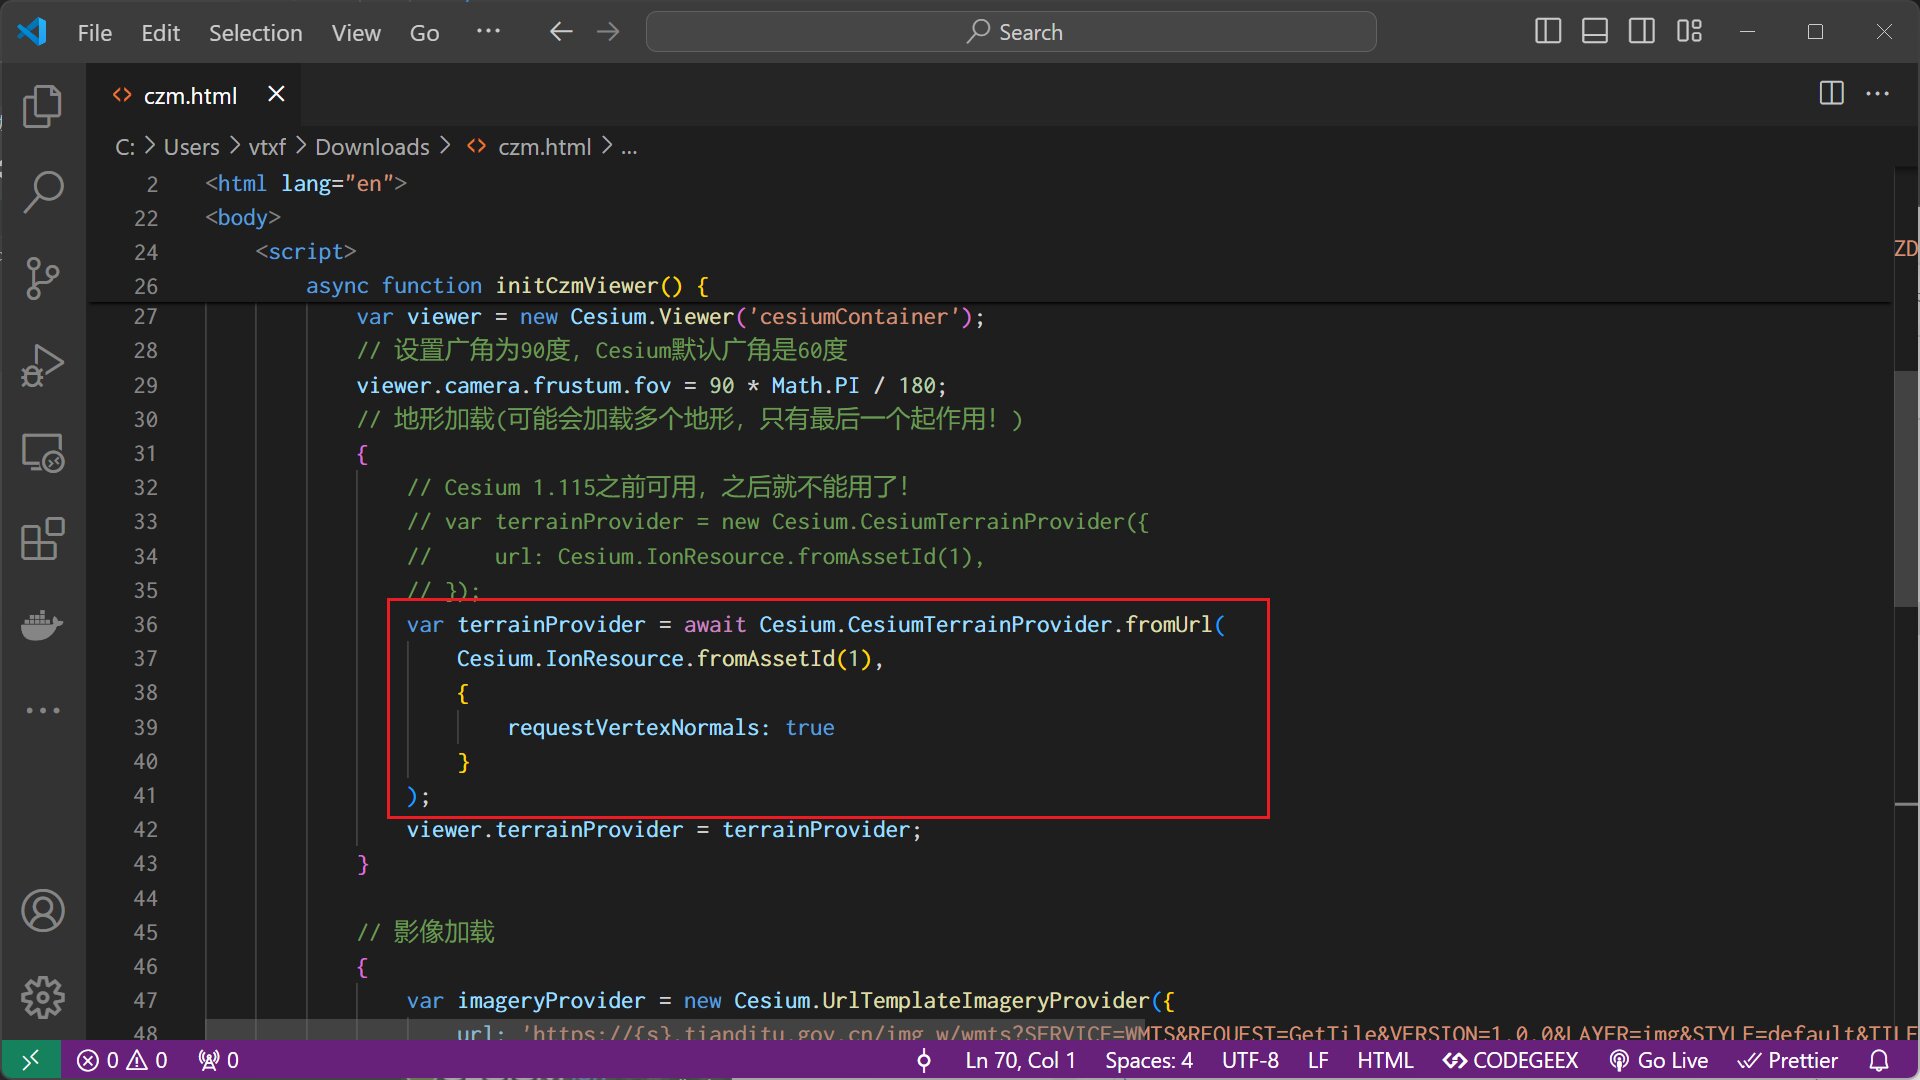 File Edit Selection View Go ··· Search
czm.html
C: > Users > vtxf > Downloads > czm.html > ...
2 <html lang="en">
22 <body>
24 <script>
26 async function initCzmViewer() {
27 var viewer = new Cesium.Viewer('cesiumContainer');
28 // 设置广角为90度，Cesium默认广角是60度
29 viewer.camera.frustum.fov = 90 * Math.PI / 180;
30 // 地形加载(可能会加载多个地形，只有最后一个起作用！)
31 {
32 // Cesium 1.115之前可用，之后就不能用了！
33 // var terrainProvider = new Cesium.CesiumTerrainProvider({
34 // url: Cesium.IonResource.fromAssetId(1),
35 // });
36 var terrainProvider = await Cesium.CesiumTerrainProvider.fromUrl(
37 Cesium.IonResource.fromAssetId(1),
38 {
39 requestVertexNormals: true
40 }
41 );
42 viewer.terrainProvider = terrainProvider;
43 }
44
45 // 影像加载
46 {
47 var imageryProvider = new Cesium.UrlTemplateImageryProvider({
48 url: 'https://{s}.tianditu.gov.cn/img_w/wmts?SERVICE=WMTS&REQUEST=GetTile&VERSION=1.0.0&LAYER=img&STYLE=default&TILE
ZD
0 0 0 Ln 70, Col 1 Spaces: 4 UTF-8 LF HTML CODEGEEX Go Live Prettier